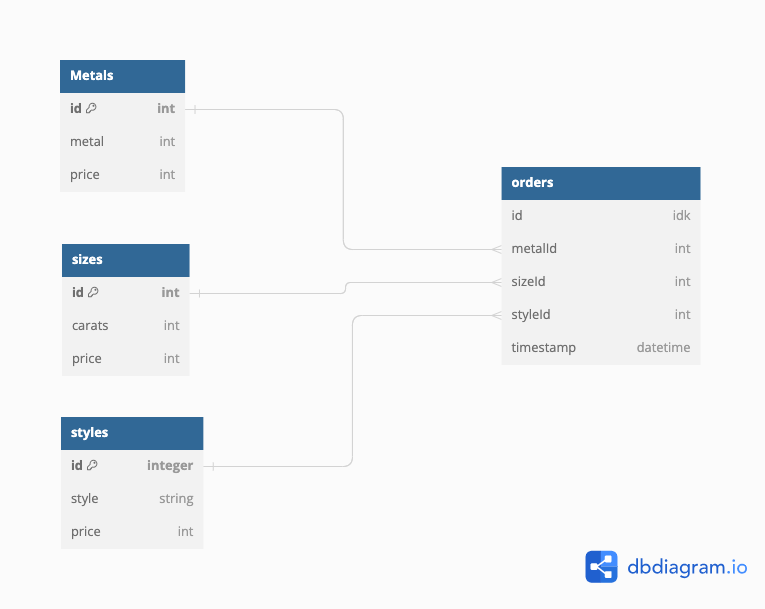 Metals
id int
metal int
price int
sizes
id int
carats int
price int
styles
id integer
style string
price int
orders
id idk
metalId int
sizeId int
styleId int
timestamp datetime
dbdiagram.io